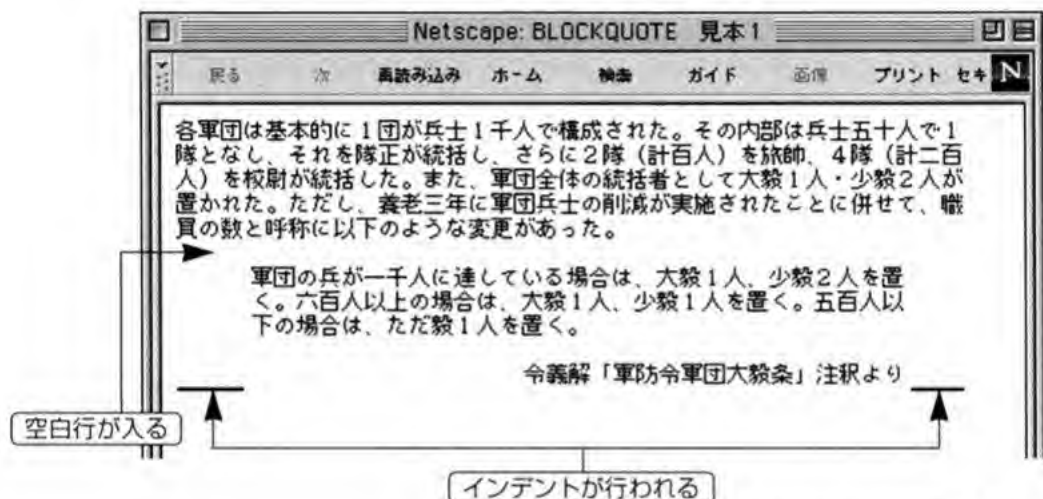 Netscape: BLOCKQUOTE 見本1
戻る 次 再読み込み ホーム 検索 ガイド 画像 プリント セキ N
各軍団は基本的に1団が兵士1千人で構成された。その内部は兵士五十人で1
隊となし、それを隊正が統括し、さらに2隊（計百人）を旅帥、4隊（計二百
人）を校尉が統括した。また、軍団全体の統括者として大毅1人・少毅2人が
置かれた。ただし、養老三年に軍団兵士の削減が実施されたことに併せて、職
員の数と呼称に以下のような変更があった。
軍団の兵が一千人に達している場合は、大毅1人、少毅2人を置
く。六百人以上の場合は、大毅1人、少毅1人を置く。五百人以
下の場合は、ただ毅1人を置く。
令義解「軍防令軍団大毅条」注釈より
空白行が入る
インデントが行われる